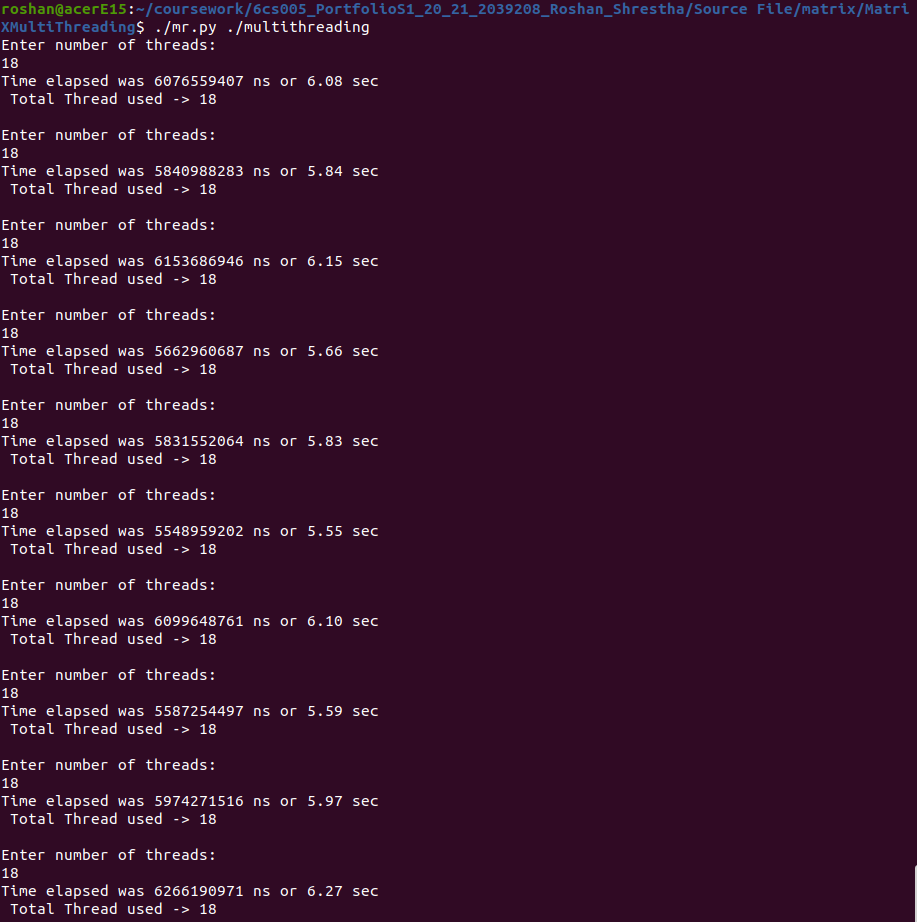 roshan@acerE15:~/coursework/6cs005_PortfolioS1_20_21_2039208_Roshan_Shrestha/Source File/matrix/Matri
XMultiThreading$ ./mr.py ./multithreading
Enter number of threads:
18
Time elapsed was 6076559407 ns or 6.08 sec
 Total Thread used -> 18

Enter number of threads:
18
Time elapsed was 5840988283 ns or 5.84 sec
 Total Thread used -> 18

Enter number of threads:
18
Time elapsed was 6153686946 ns or 6.15 sec
 Total Thread used -> 18

Enter number of threads:
18
Time elapsed was 5662960687 ns or 5.66 sec
 Total Thread used -> 18

Enter number of threads:
18
Time elapsed was 5831552064 ns or 5.83 sec
 Total Thread used -> 18

Enter number of threads:
18
Time elapsed was 5548959202 ns or 5.55 sec
 Total Thread used -> 18

Enter number of threads:
18
Time elapsed was 6099648761 ns or 6.10 sec
 Total Thread used -> 18

Enter number of threads:
18
Time elapsed was 5587254497 ns or 5.59 sec
 Total Thread used -> 18

Enter number of threads:
18
Time elapsed was 5974271516 ns or 5.97 sec
 Total Thread used -> 18

Enter number of threads:
18
Time elapsed was 6266190971 ns or 6.27 sec
 Total Thread used -> 18